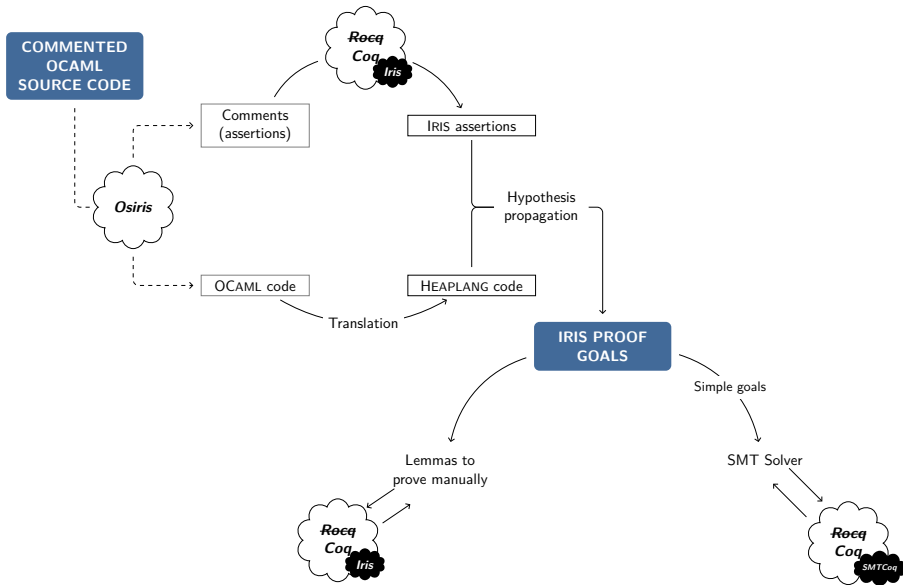 COMMENTED
OCAML
SOURCE CODE
Rocq
Coq
Iris
Comments
(assertions)
IRIS assertions
Osiris
Hypothesis
propagation
OCAML code
HEAPLANG code
Translation
IRIS PROOF
GOALS
Simple goals
Lemmas to
prove manually
SMT Solver
Rocq
Coq
Iris
Rocq
Coq
SMTCoq